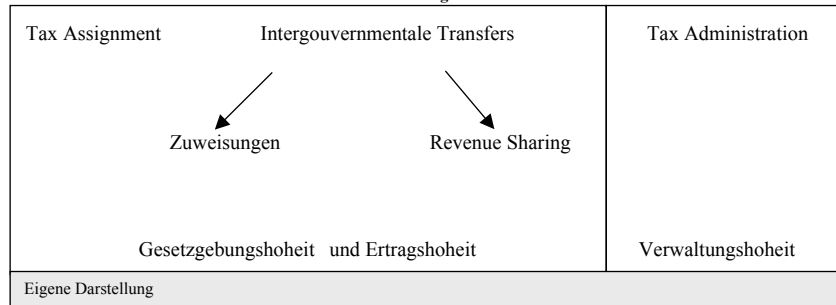 Tax Assignment Intergouvernmentale Transfers Tax Administration
Zuweisungen Revenue Sharing
Gesetzgebungshoheit und Ertragshoheit Verwaltungshoheit
Eigene Darstellung